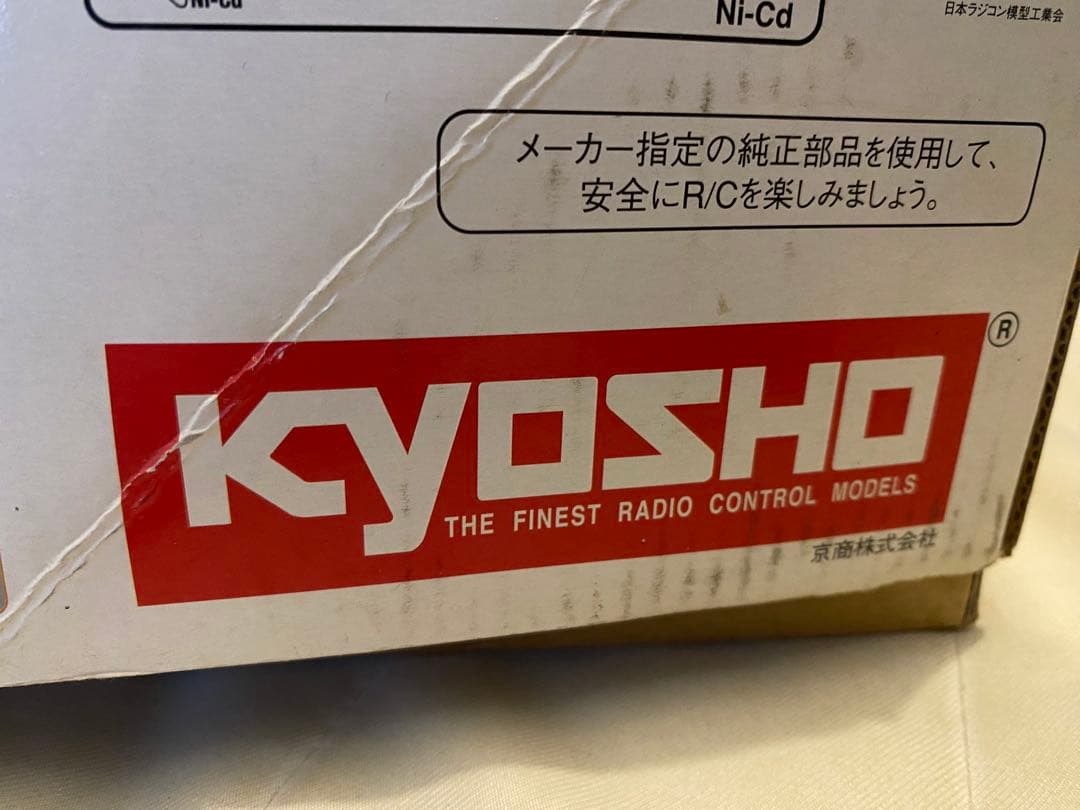 Ni-Cd
Ni-Cd
日本ラジコン模型工業会
メーカー指定の純正部品を使用して、
安全にR/Cを楽しみましょう。
®
KYOSHO
THE FINEST RADIO CONTROL MODELS
京商株式会社